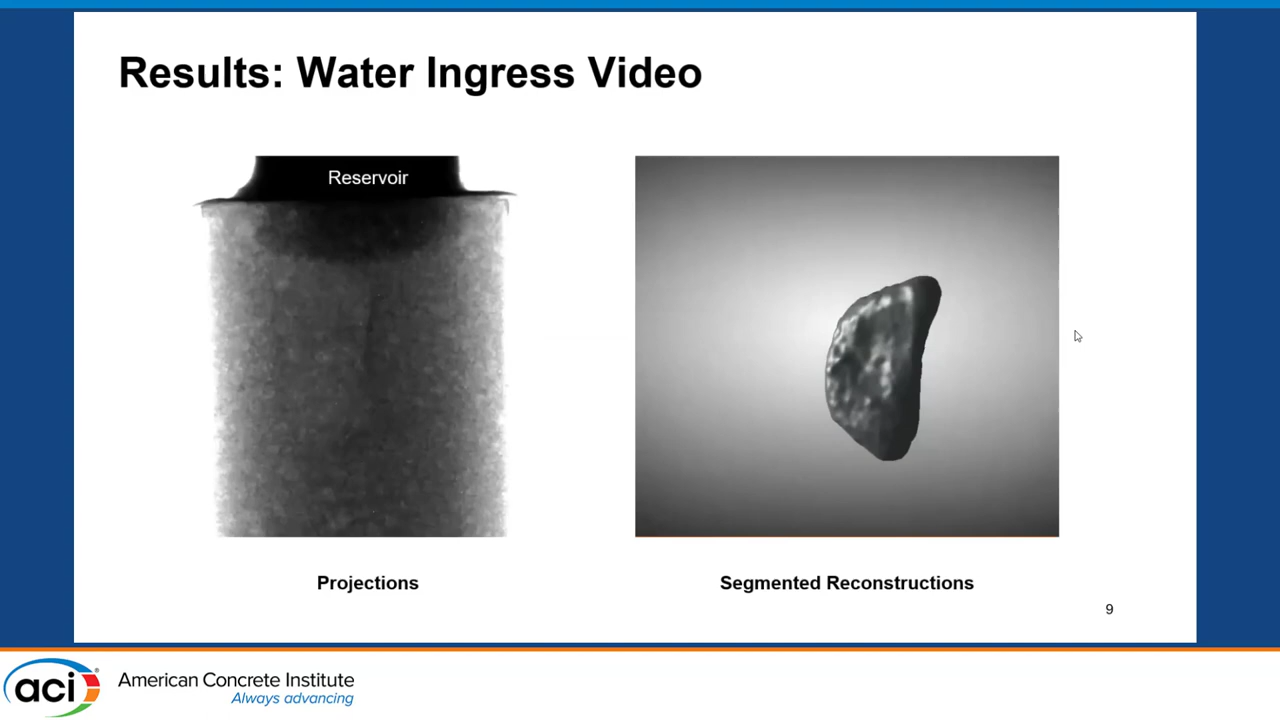 Results: Water Ingress Video
Reservoir
Projections
Segmented Reconstructions
9
aci®
American Concrete Institute
Always advancing